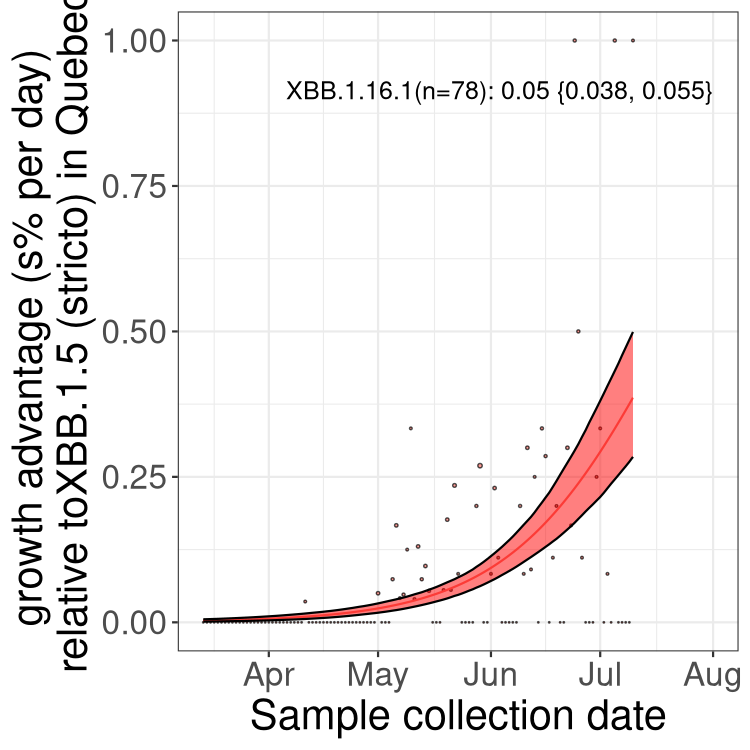 growth advantage (s% per day)
relative toXBB.1.5 (stricto) in Quebec
1.00
0.75
0.50
0.25
0.00
XBB.1.16.1(n=78): 0.05 {0.038, 0.055}
Apr May Jun Jul Aug
Sample collection date